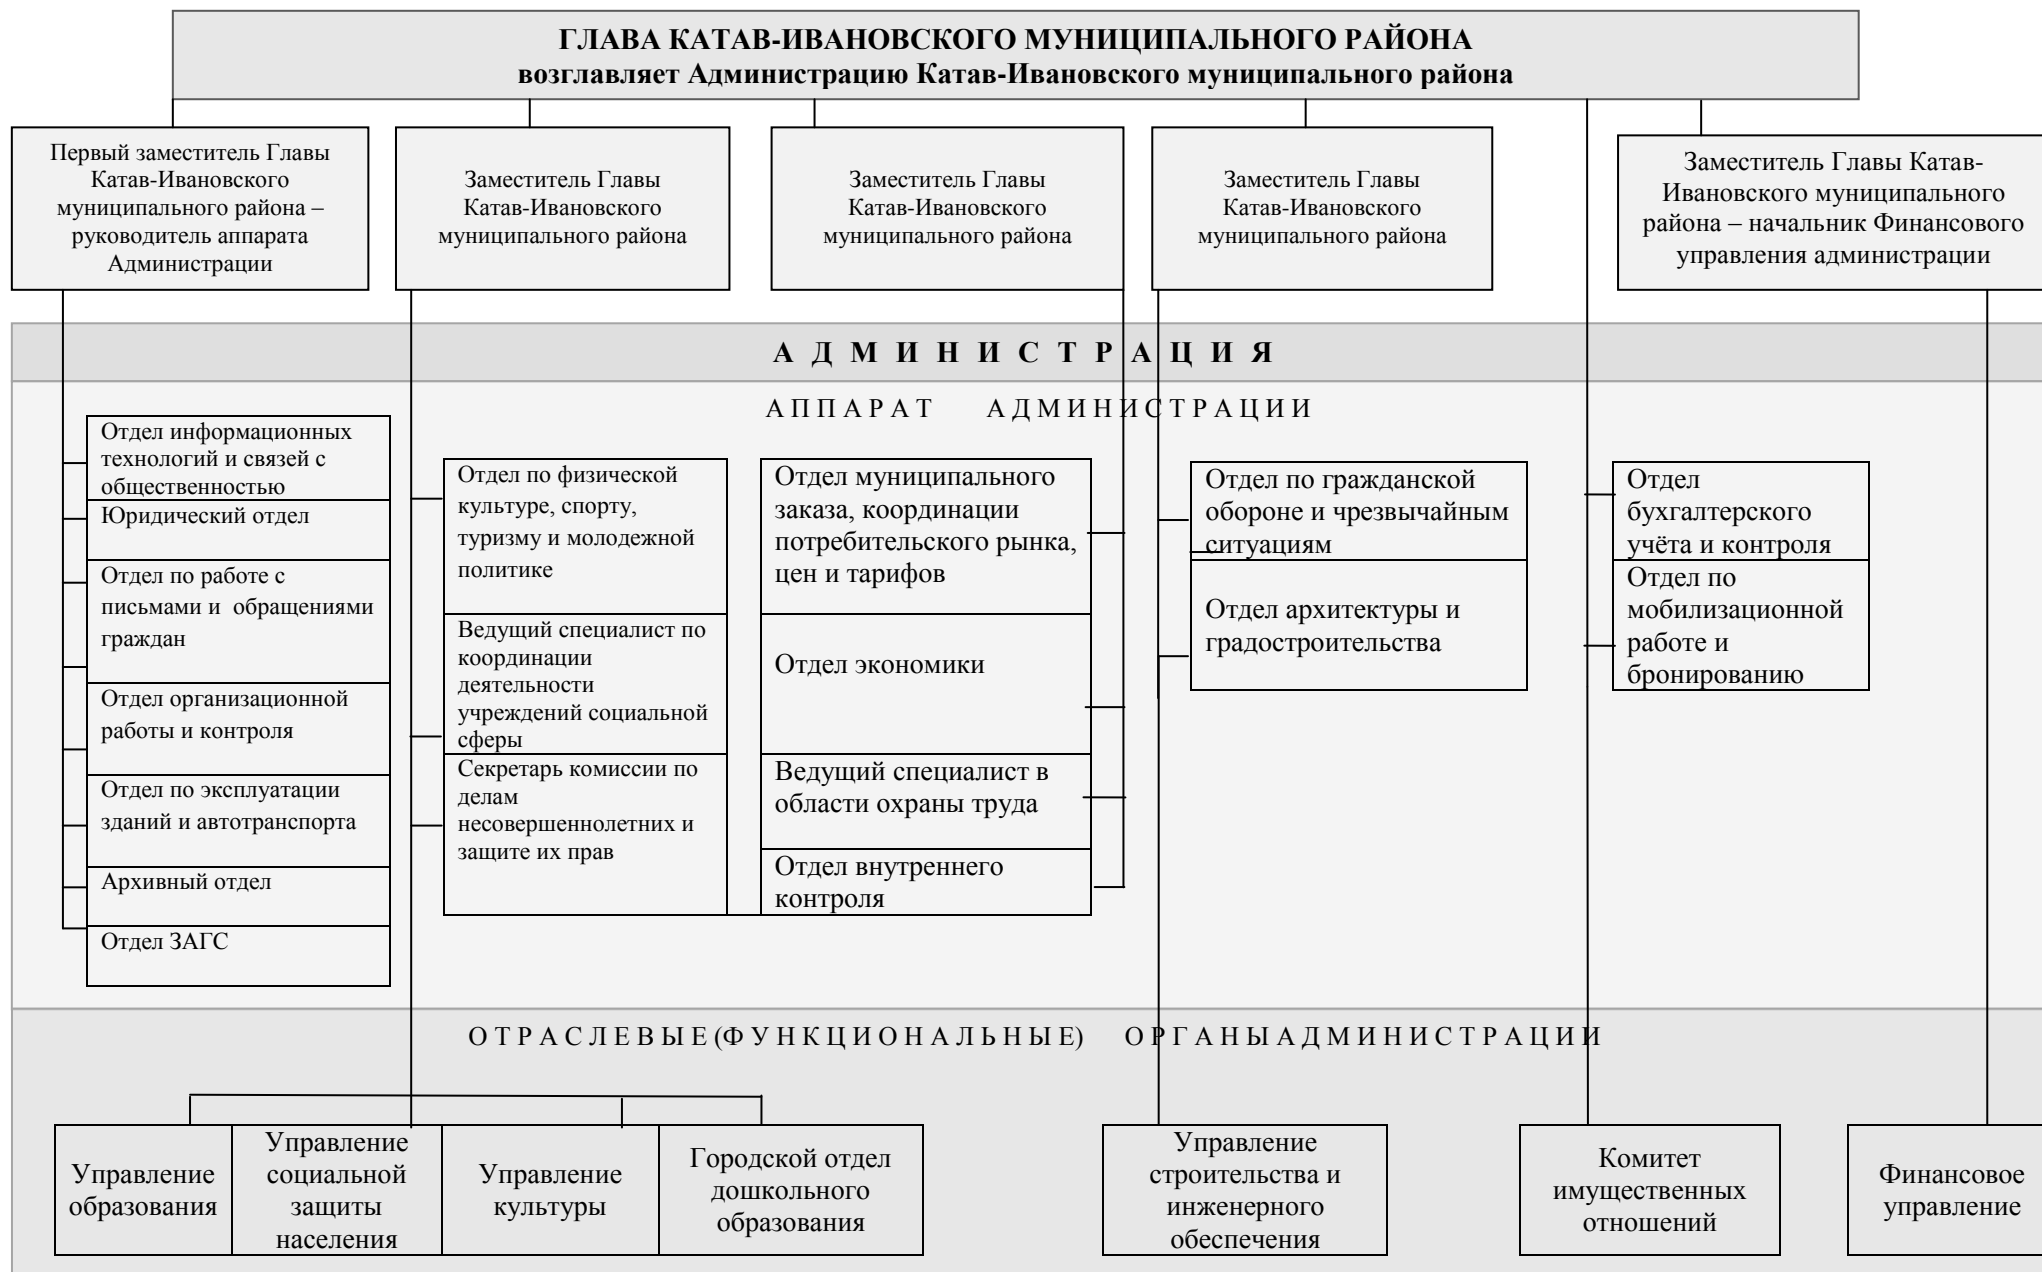 ГЛАВА КАТАВ-ИВАНОВСКОГО МУНИЦИПАЛЬНОГО РАЙОНА
возглавляет Администрацию Катав-Ивановского муниципального района
Первый заместитель Главы
Катав-Ивановского
муниципального района –
руководитель аппарата
Администрации
Заместитель Главы
Катав-Ивановского
муниципального района
Заместитель Главы
Катав-Ивановского
муниципального района
Заместитель Главы
Катав-Ивановского
муниципального района
Заместитель Главы Катав-
Ивановского муниципального
района – начальник Финансового
управления администрации
А Д М И Н И С Т Р А Ц И Я
А П П А Р А Т А Д М И Н И С Т Р А Ц И И
Отдел информационных
технологий и связей с
общественностью
Юридический отдел
Отдел по работе с
письмами и обращениями
граждан
Отдел организационной
работы и контроля
Отдел по эксплуатации
зданий и автотранспорта
Архивный отдел
Отдел ЗАГС
Отдел по физической
культуре, спорту,
туризму и молодежной
политике
Ведущий специалист по
координации
деятельности
учреждений социальной
сферы
Секретарь комиссии по
делам
несовершеннолетних и
защите их прав
Отдел муниципального
заказа, координации
потребительского рынка,
цен и тарифов
Отдел экономики
Ведущий специалист в
области охраны труда
Отдел внутреннего
контроля
Отдел по гражданской
обороне и чрезвычайным
ситуациям
Отдел архитектуры и
градостроительства
Отдел
бухгалтерского
учёта и контроля
Отдел по
мобилизационной
работе и
бронированию
О Т Р А С Л Е В Ы Е (Ф У Н К Ц И О Н А Л Ь Н Ы Е) О Р Г А Н Ы А Д М И Н И С Т Р А Ц И И
Управление
образования
Управление
социальной
защиты
населения
Управление
культуры
Городской отдел
дошкольного
образования
Управление
строительства и
инженерного
обеспечения
Комитет
имущественных
отношений
Финансовое
управление